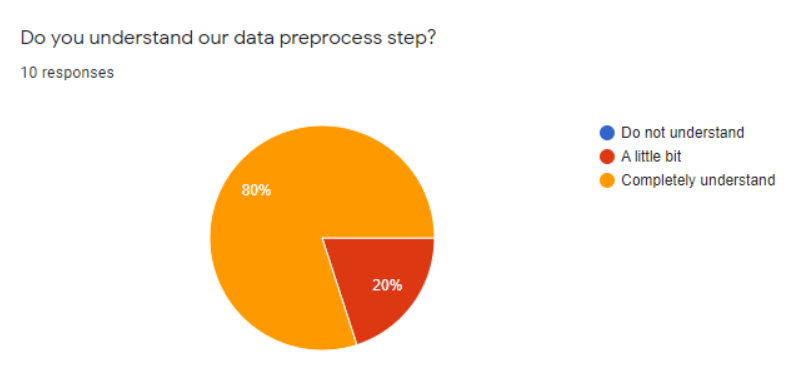 Do you understand our data preprocess step?
10 responses
Do not understand
A little bit
Completely understand
80%
20%